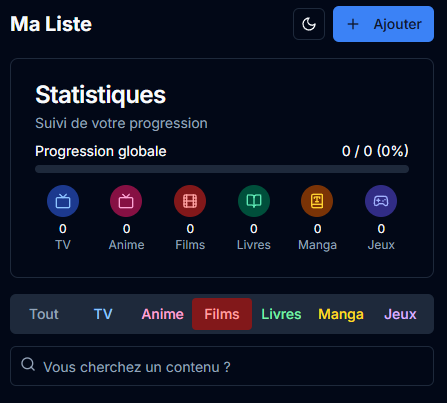 Ma Liste
Ajouter
Statistiques
Suivi de votre progression
Progression globale 0 / 0 (0%)
0 0 0 0 0 0
TV Anime Films Livres Manga Jeux
Tout TV Anime Films Livres Manga Jeux
Vous cherchez un contenu ?